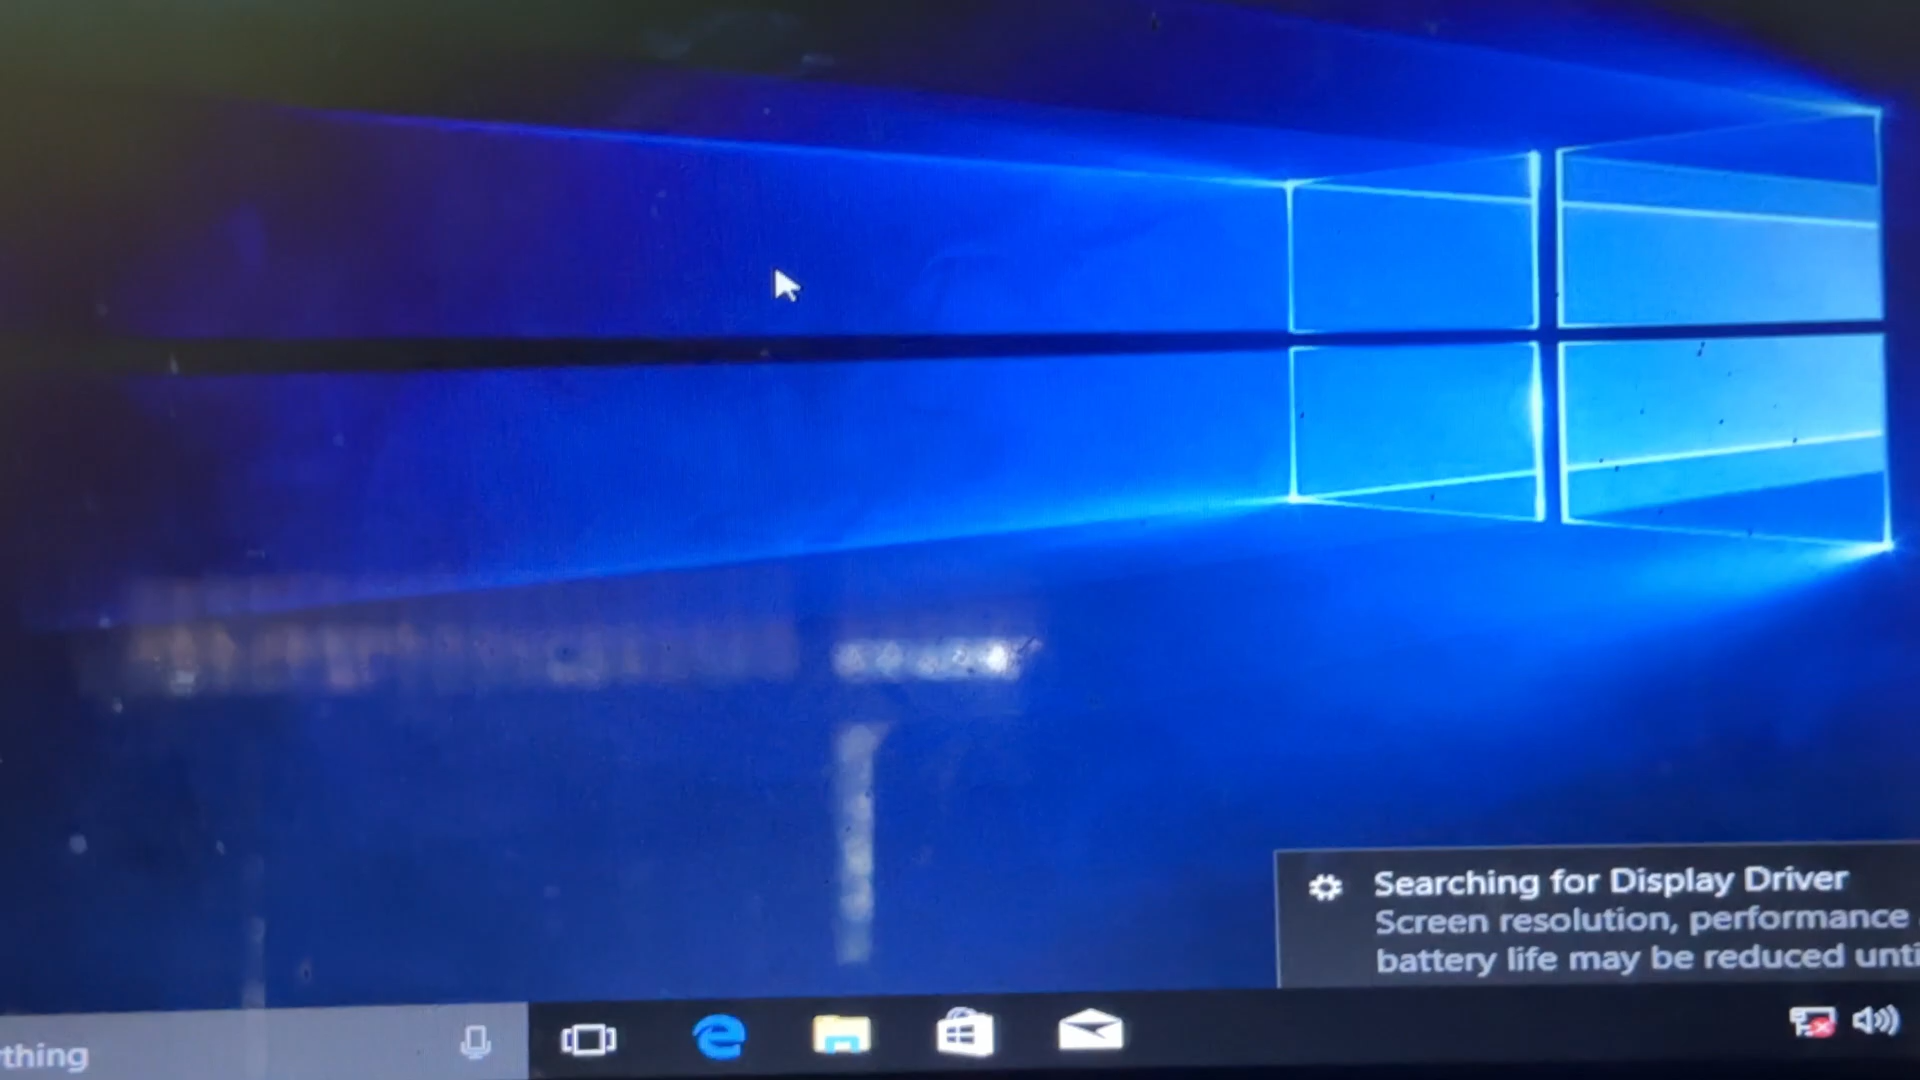 Searching for Display Driver
Screen resolution, performance
battery life may be reduced unti
thing